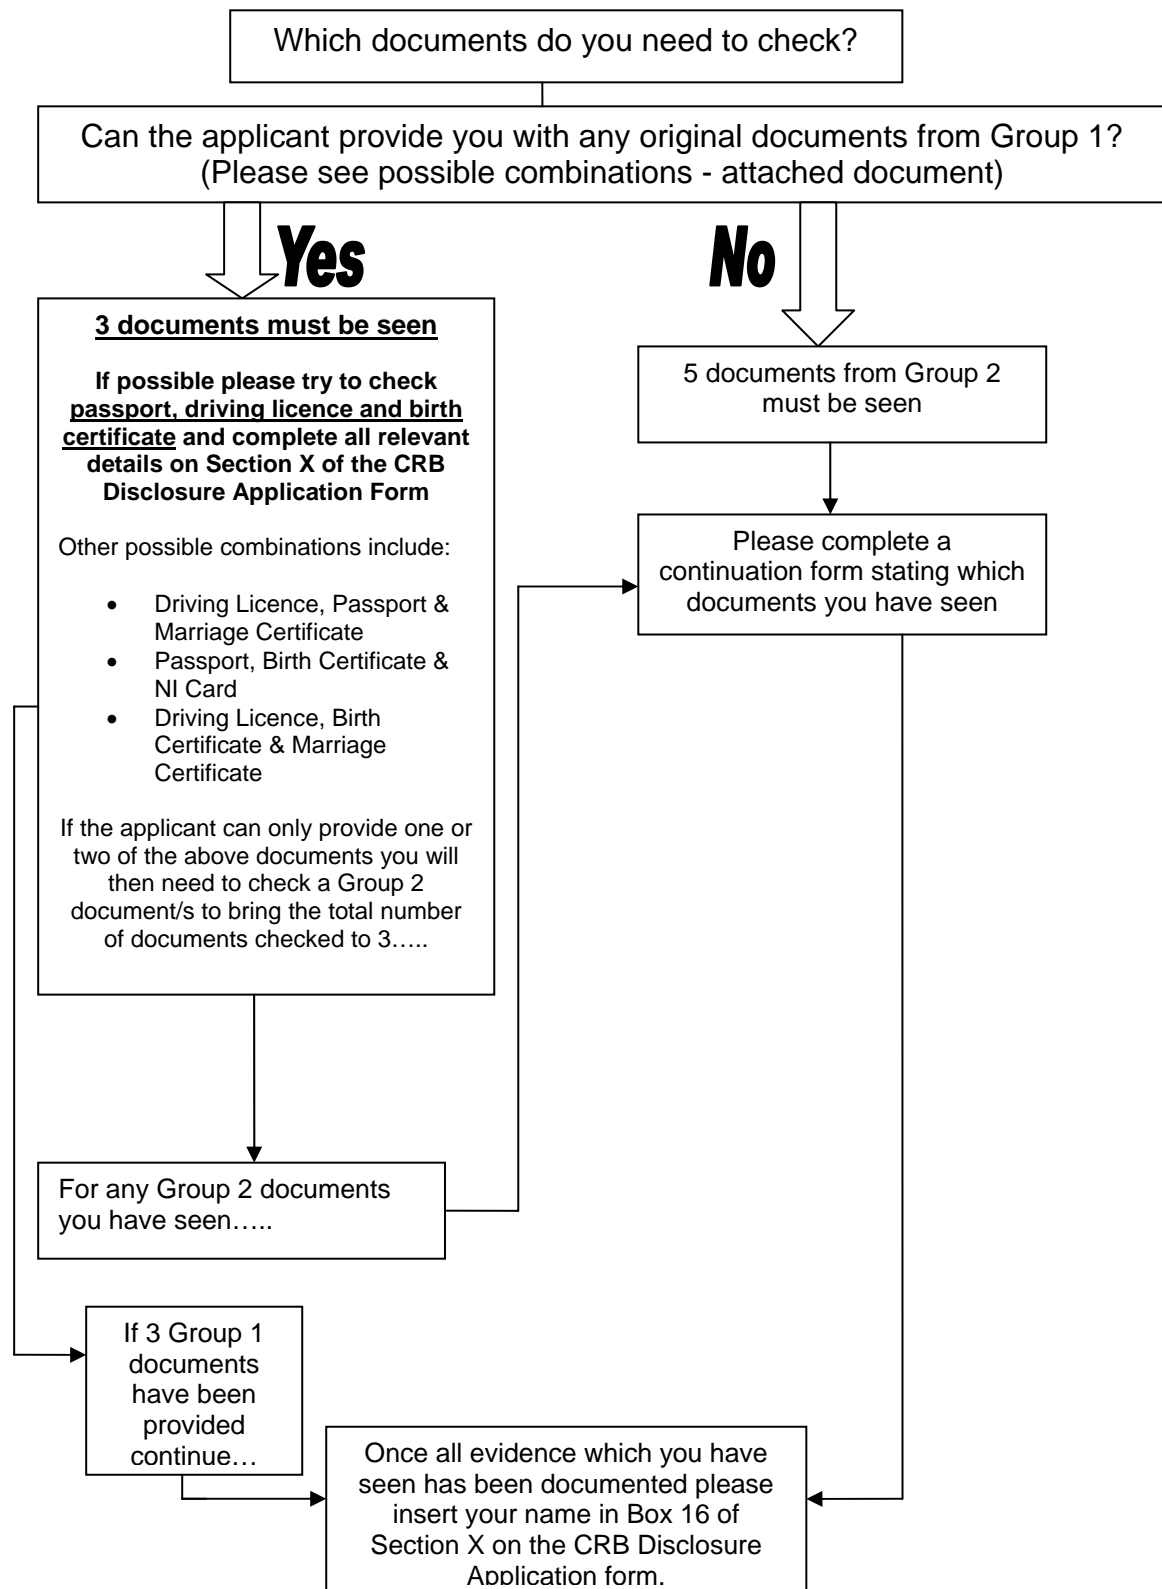 Which documents do you need to check?
Can the applicant provide you with any original documents from Group 1?
(Please see possible combinations - attached document)
Yes
No
3 documents must be seen
If possible please try to check
passport, driving licence and birth
certificate and complete all relevant
details on Section X of the CRB
Disclosure Application Form
Other possible combinations include:
• Driving Licence, Passport &
Marriage Certificate
• Passport, Birth Certificate &
NI Card
• Driving Licence, Birth
Certificate & Marriage
Certificate
If the applicant can only provide one or
two of the above documents you will
then need to check a Group 2
document/s to bring the total number
of documents checked to 3…..
5 documents from Group 2
must be seen
Please complete a
continuation form stating which
documents you have seen
For any Group 2 documents
you have seen…..
If 3 Group 1
documents
have been
provided
continue…
Once all evidence which you have
seen has been documented please
insert your name in Box 16 of
Section X on the CRB Disclosure
Application form.